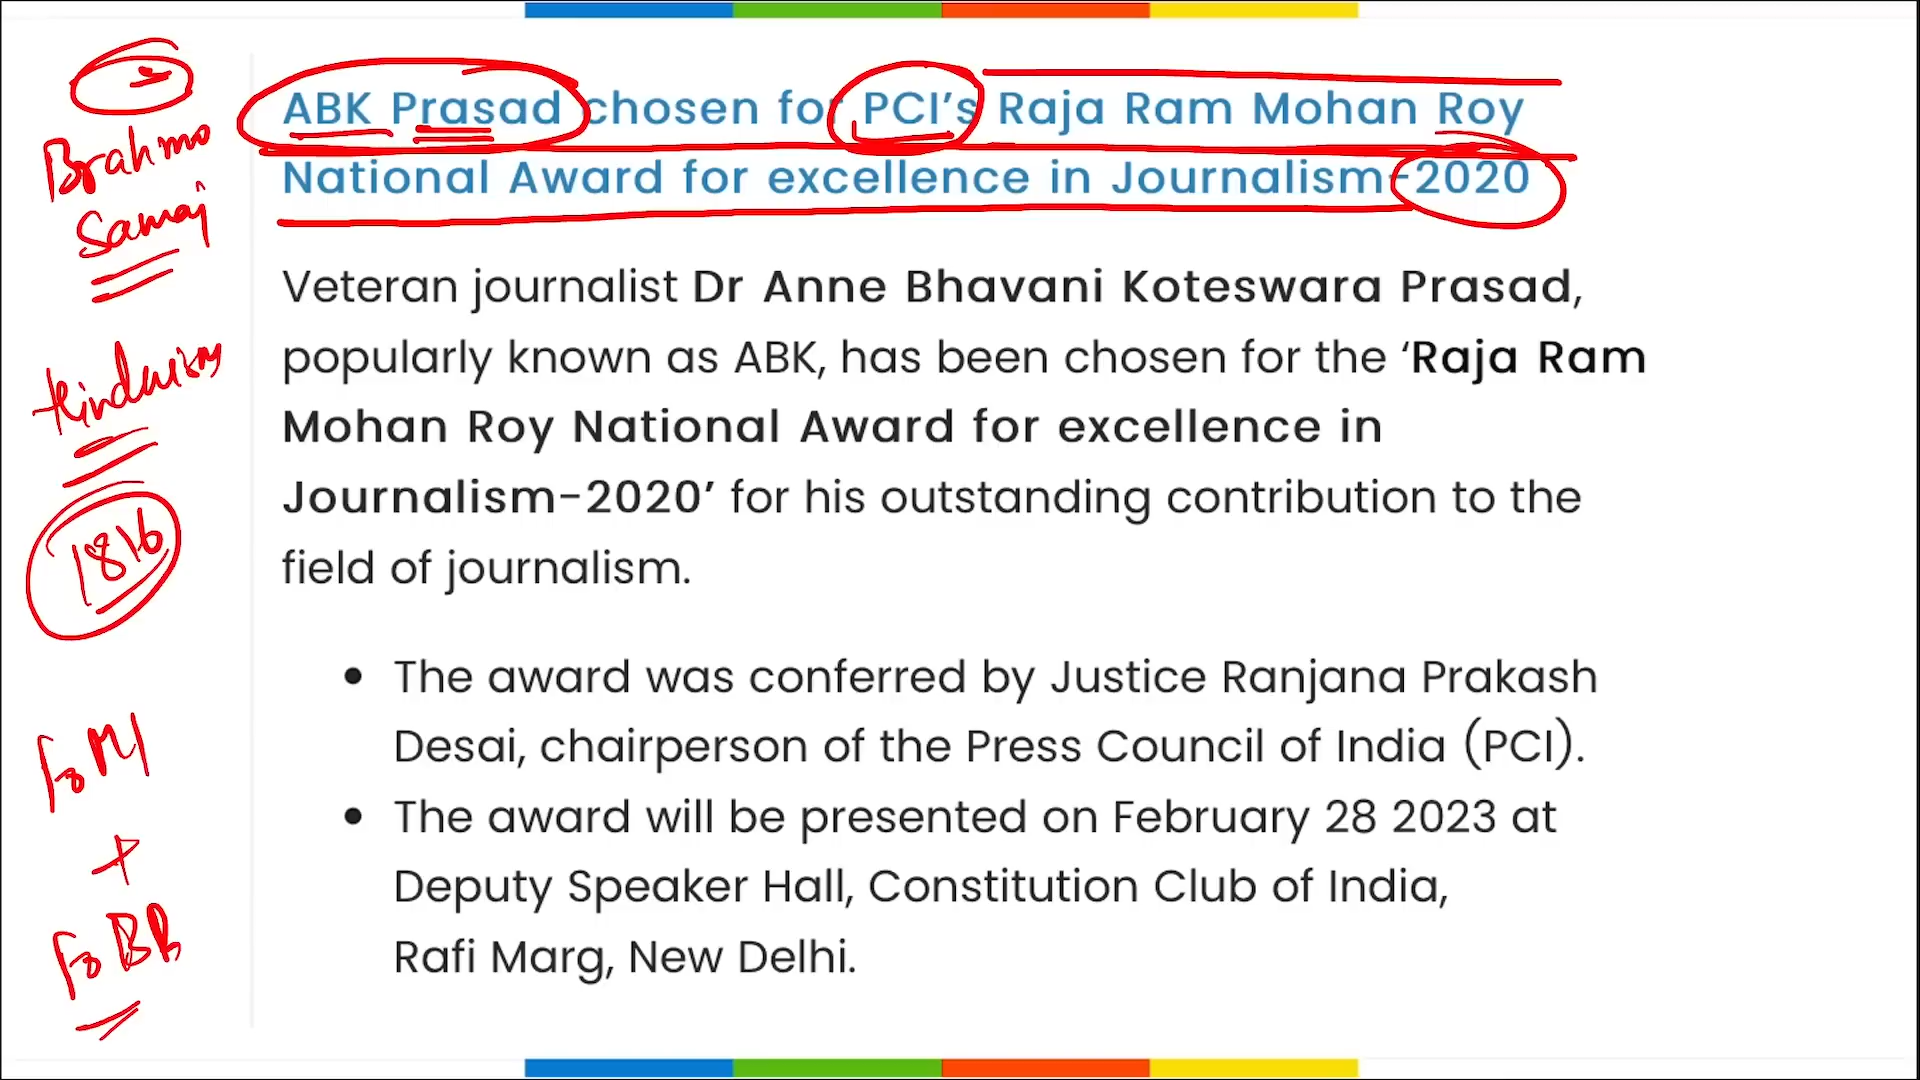 ABK Prasad chosen for PCI's Raja Ram Mohan Roy
National Award for excellence in Journalism-2020
Veteran journalist Dr Anne Bhavani Koteswara Prasad,
popularly known as ABK, has been chosen for the ‘Raja Ram
Mohan Roy National Award for excellence in
Journalism-2020’ for his outstanding contribution to the
field of journalism.
• The award was conferred by Justice Ranjana Prakash
Desai, chairperson of the Press Council of India (PCI).
• The award will be presented on February 28 2023 at
Deputy Speaker Hall, Constitution Club of India,
Rafi Marg, New Delhi.
Brahmo
Samaj
Hinduism
1816
+